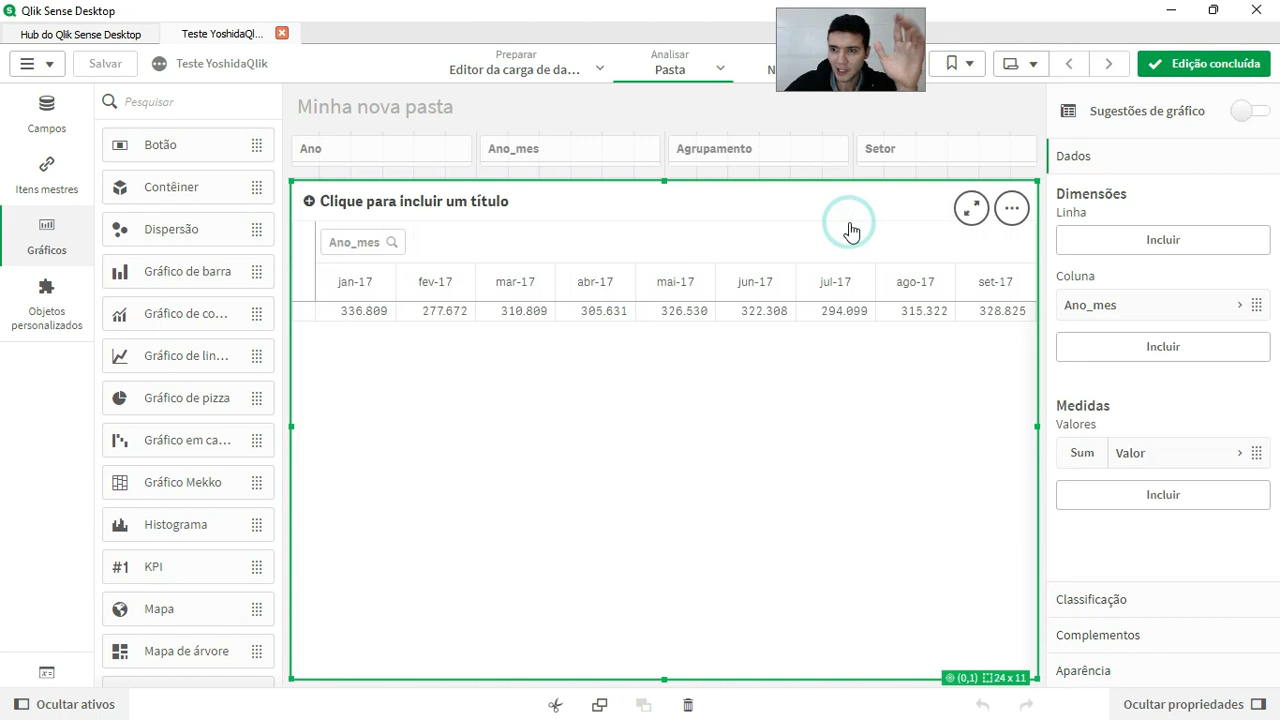 Qlik Sense Desktop
Hub do Qlik Sense Desktop
Teste YoshidaQl...
Salvar
Teste YoshidaQlik
Preparar
Editor da carga de da...
Analisar
Pasta
N
Edição concluída
Campos
Itens mestres
Gráficos
Objetos
personalizados
Pesquisar
Botão
Contêiner
Dispersão
Gráfico de barra
Gráfico de co...
Gráfico de lin...
Gráfico de pizza
Gráfico em ca...
Gráfico Mekko
Histograma
#1 KPI
Mapa
Mapa de árvore
Minha nova pasta
Ano Ano_mes Agrupamento Setor
Clique para incluir um título
Ano_mes
jan-17 fev-17 mar-17 abr-17 mai-17 jun-17 jul-17 ago-17 set-17
336.809 277.672 310.809 305.631 326.530 322.308 294.099 315.322 328.825
(0,1) 24 x 11
Sugestões de gráfico
Dados
Dimensões
Linha
Incluir
Coluna
Ano_mes
Incluir
Medidas
Valores
Sum Valor
Incluir
Classificação
Complementos
Aparência
Ocultar ativos
Ocultar propriedades